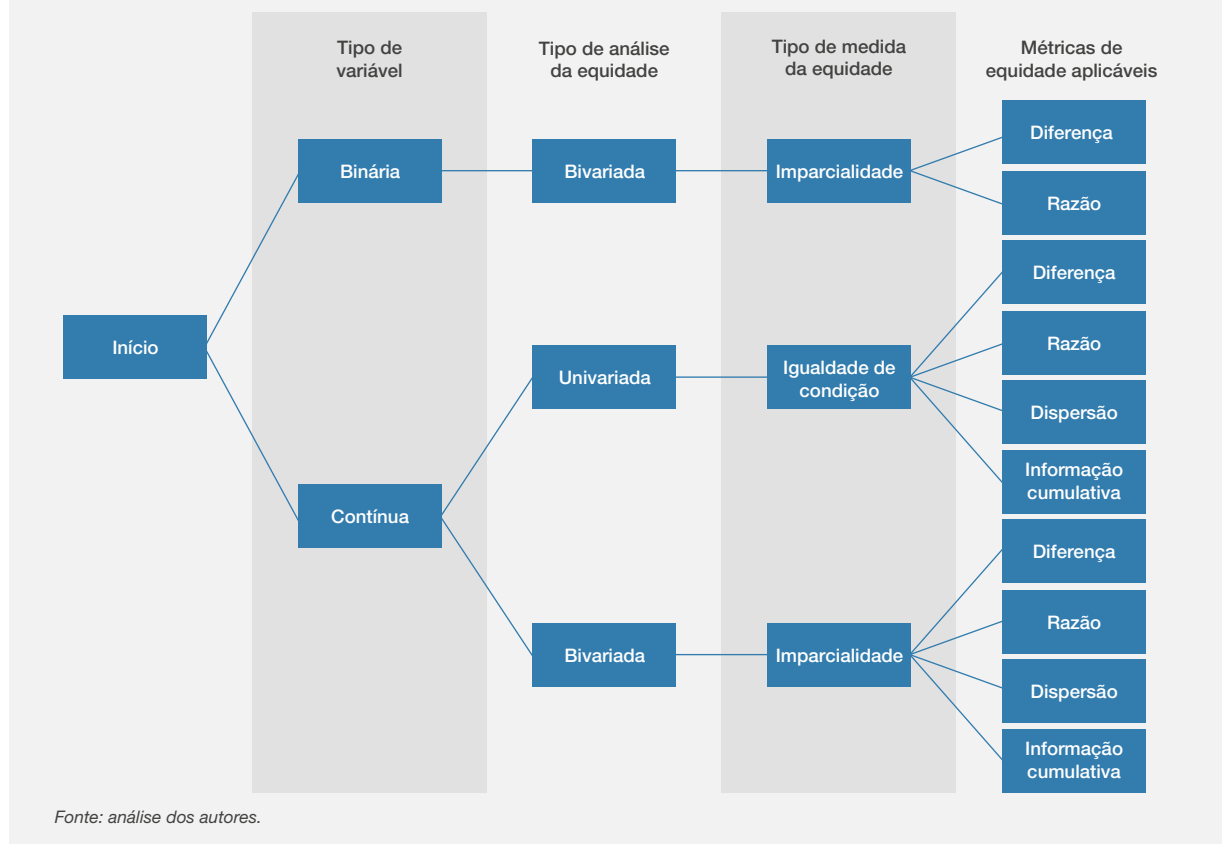 Tipo de
variável
Tipo de análise
da equidade
Tipo de medida
da equidade
Métricas de
equidade aplicáveis
Início
Binária
Bivariada
Imparcialidade
Diferença
Razão
Contínua
Univariada
Igualdade de
condição
Diferença
Razão
Dispersão
Informação
cumulativa
Bivariada
Imparcialidade
Diferença
Razão
Dispersão
Informação
cumulativa
Fonte: análise dos autores.